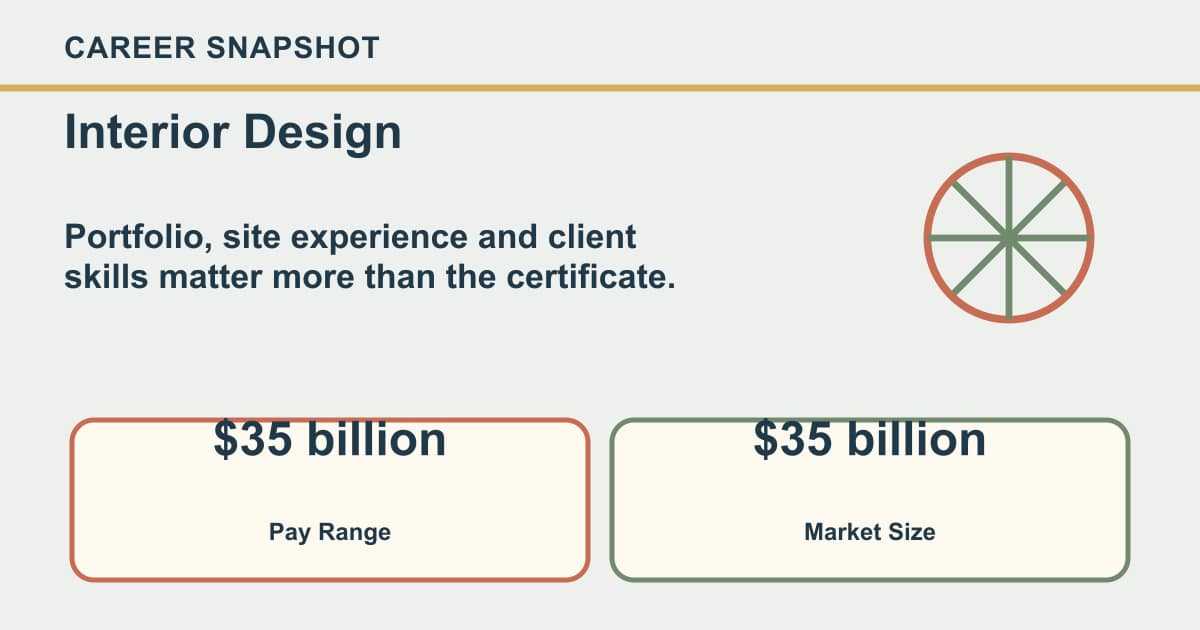 CAREER SNAPSHOT
Interior Design
Portfolio, site experience and client
skills matter more than the certificate.
$35 billion
$35 billion
Pay Range
Market Size